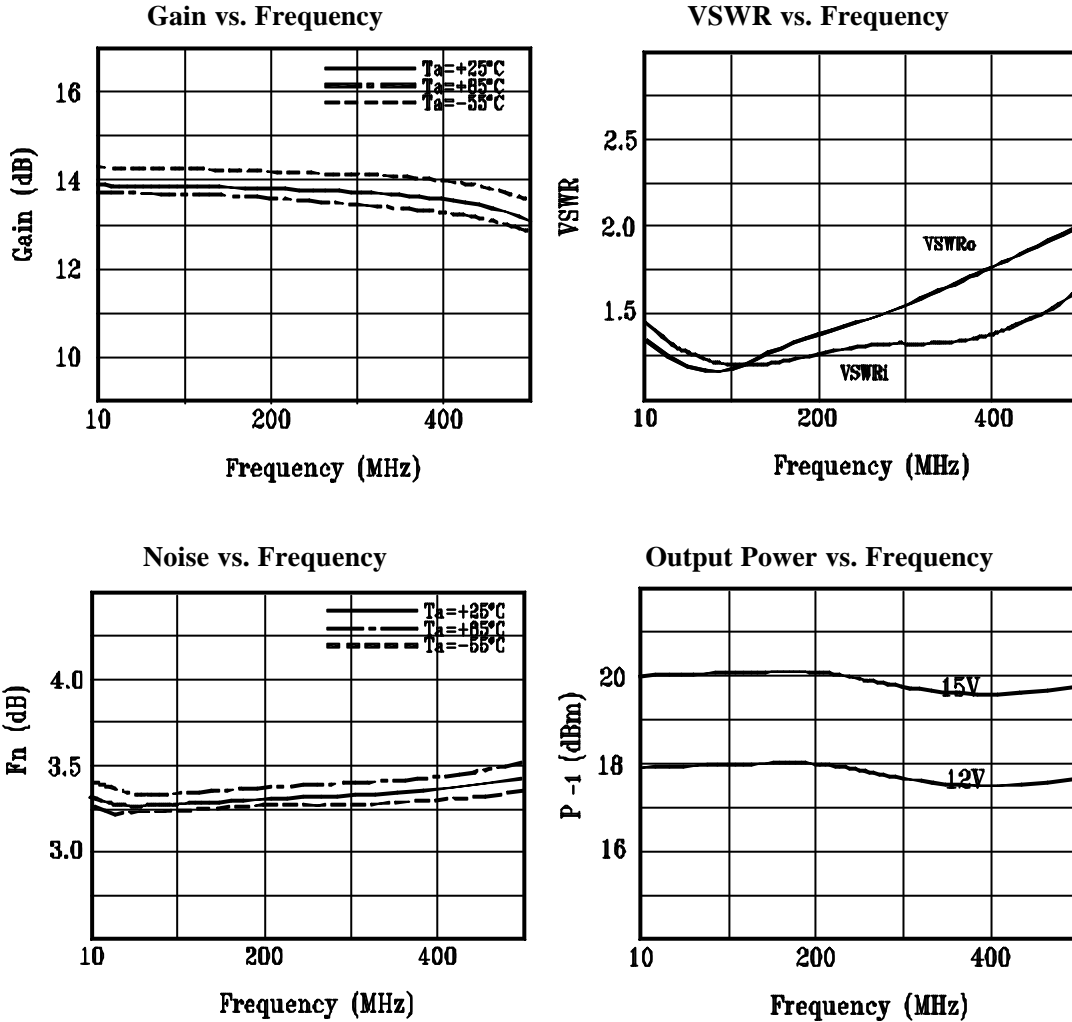 Gain vs. Frequency
Ta=+25°C
Ta=+85°C
Ta=-55°C
16
14
12
10
Gain (dB)
10 200 400
Frequency (MHz)
VSWR vs. Frequency
2.5
2.0
1.5
VSWR
VSWRo
VSWRi
10 200 400
Frequency (MHz)
Noise vs. Frequency
Ta=+25°C
Ta=+85°C
Ta=-55°C
4.0
3.5
3.0
Fn (dB)
10 200 400
Frequency (MHz)
Output Power vs. Frequency
20
18
16
P -1 (dBm)
15V
12V
10 200 400
Frequency (MHz)